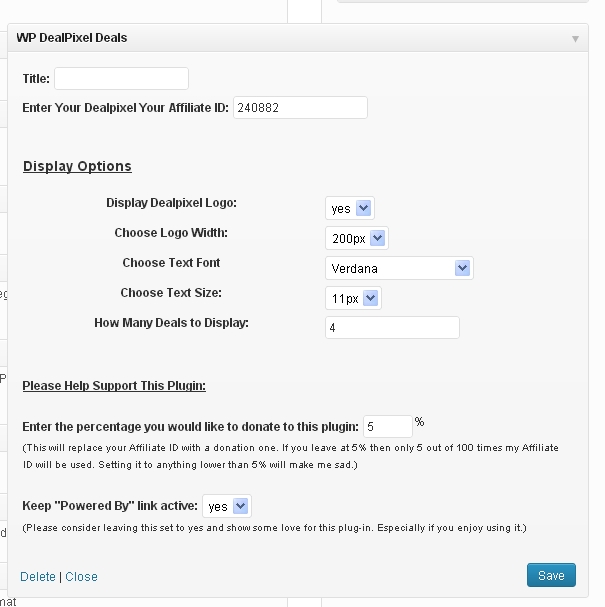 WP DealPixel Deals
Title:
Enter Your Dealpixel Your Affiliate ID: 240882
Display Options
Display Dealpixel Logo: yes
Choose Logo Width: 200px
Choose Text Font Verdana
Choose Text Size: 11px
How Many Deals to Display: 4
Please Help Support This Plugin:
Enter the percentage you would like to donate to this plugin: 5 %
(This will replace your Affiliate ID with a donation one. If you leave at 5% then only 5 out of 100 times my Affiliate
ID will be used. Setting it to anything lower than 5% will make me sad.)
Keep "Powered By" link active: yes
(Please consider leaving this set to yes and show some love for this plug-in. Especially if you enjoy using it.)
Delete | Close
Save